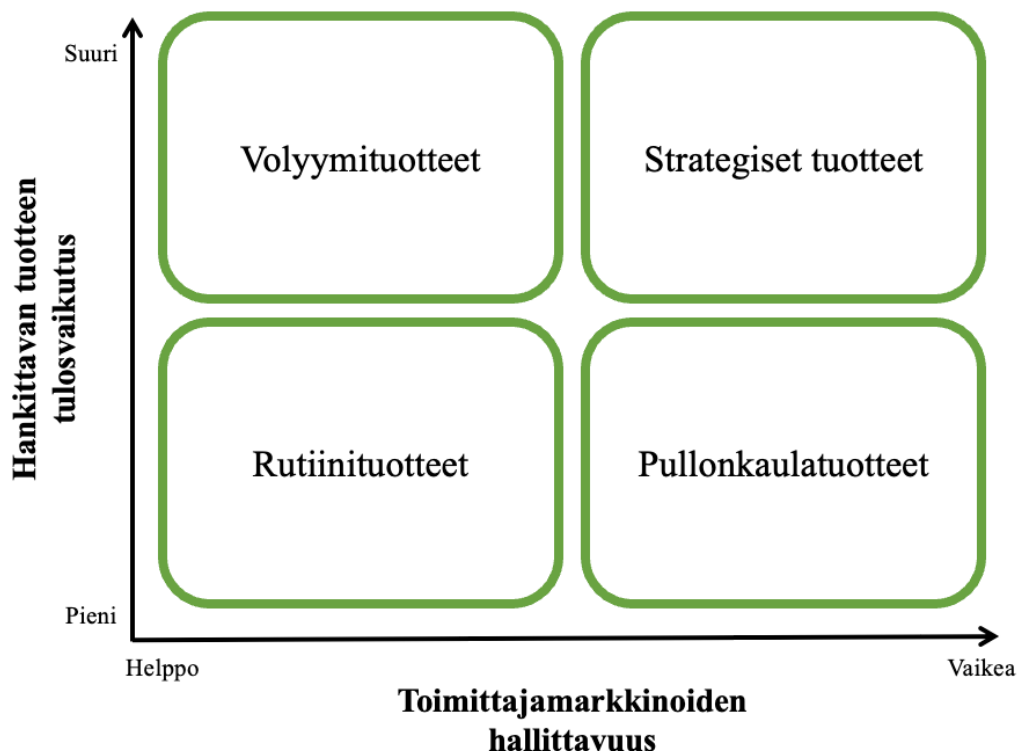 Suuri
Hankittavan tuotteen
tulosvaikutus
Volyymituotteet
Strategiset tuotteet
Rutiinituotteet
Pullonkaulatuotteet
Pieni
Helppo
Vaikea
Toimittajamarkkinoiden
hallittavuus